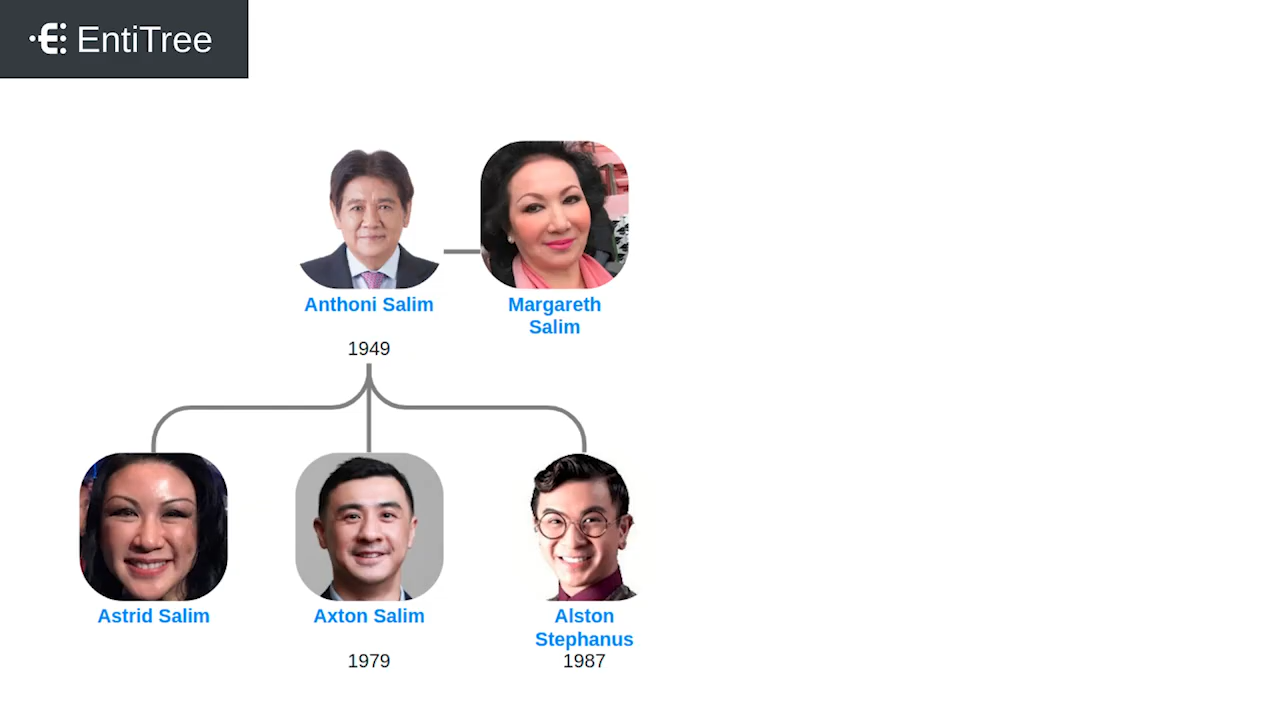 EntiTree
Anthoni Salim
Margareth
Salim
1949
Astrid Salim
Axton Salim
Alston
Stephanus
1979
1987